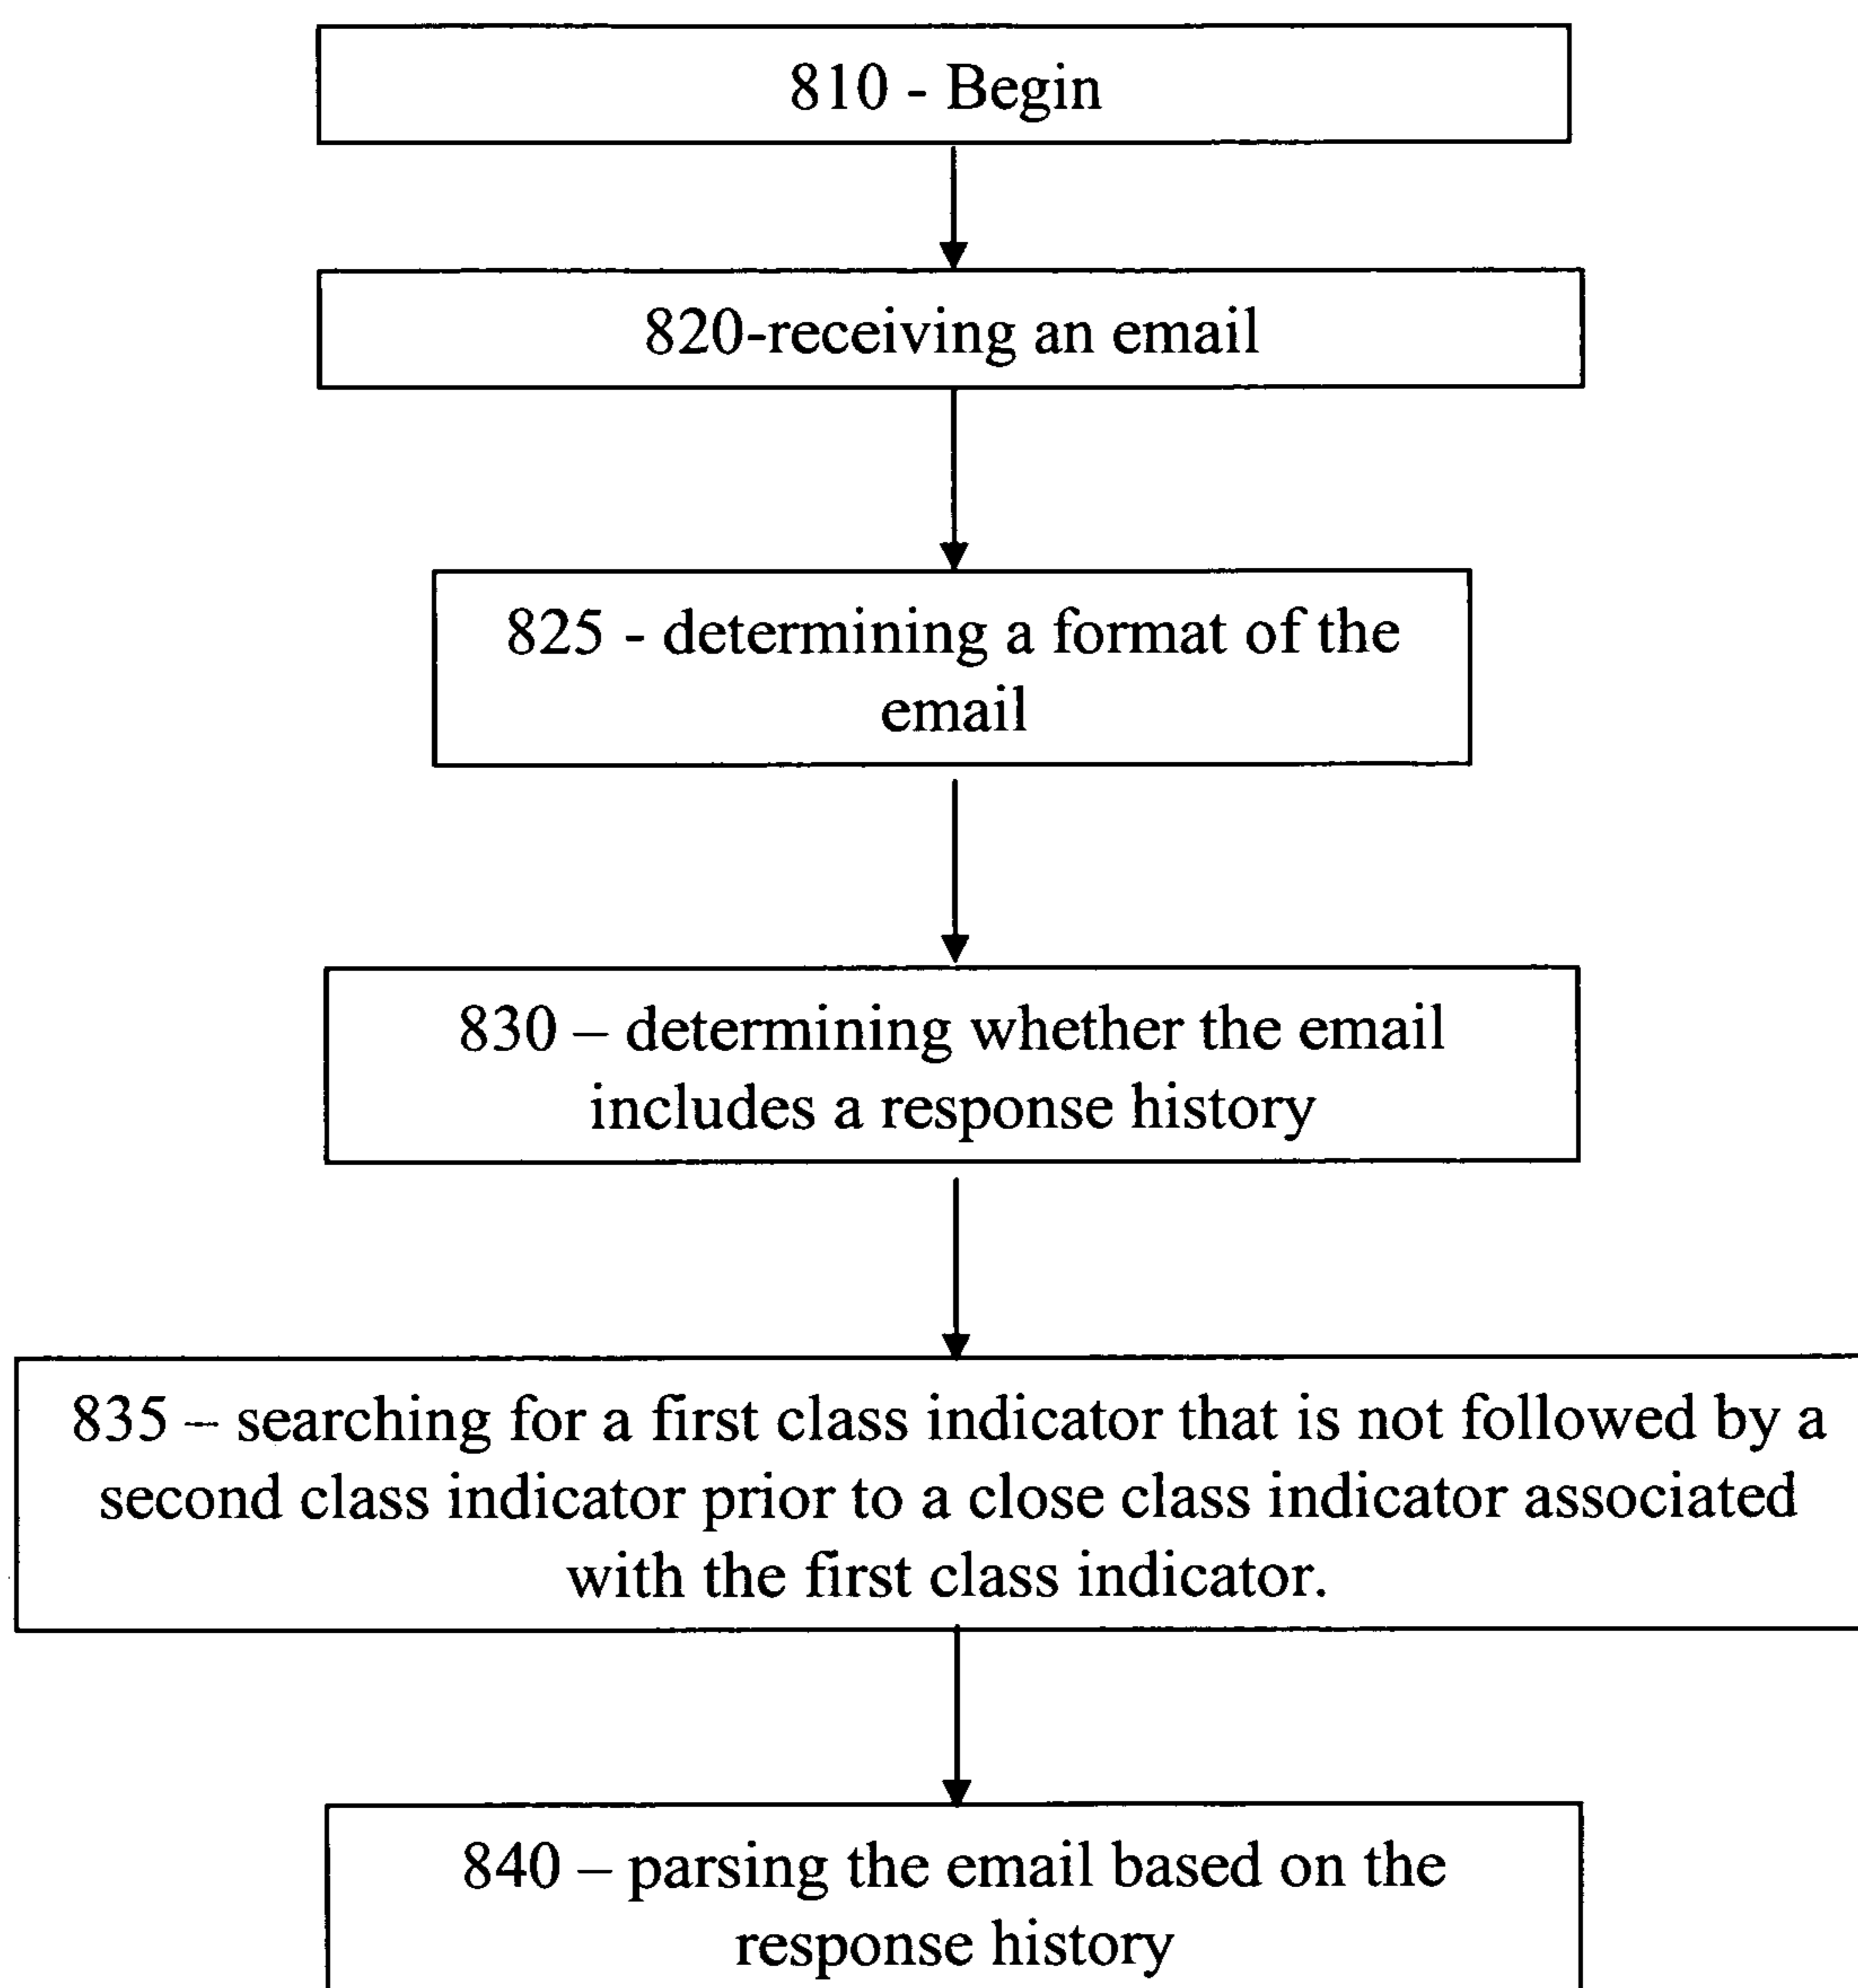 810 - Begin
820-receiving an email
825 - determining a format of the
email
830 – determining whether the email
includes a response history
835 – searching for a first class indicator that is not followed by a
second class indicator prior to a close class indicator associated
with the first class indicator.
840 – parsing the email based on the
response history